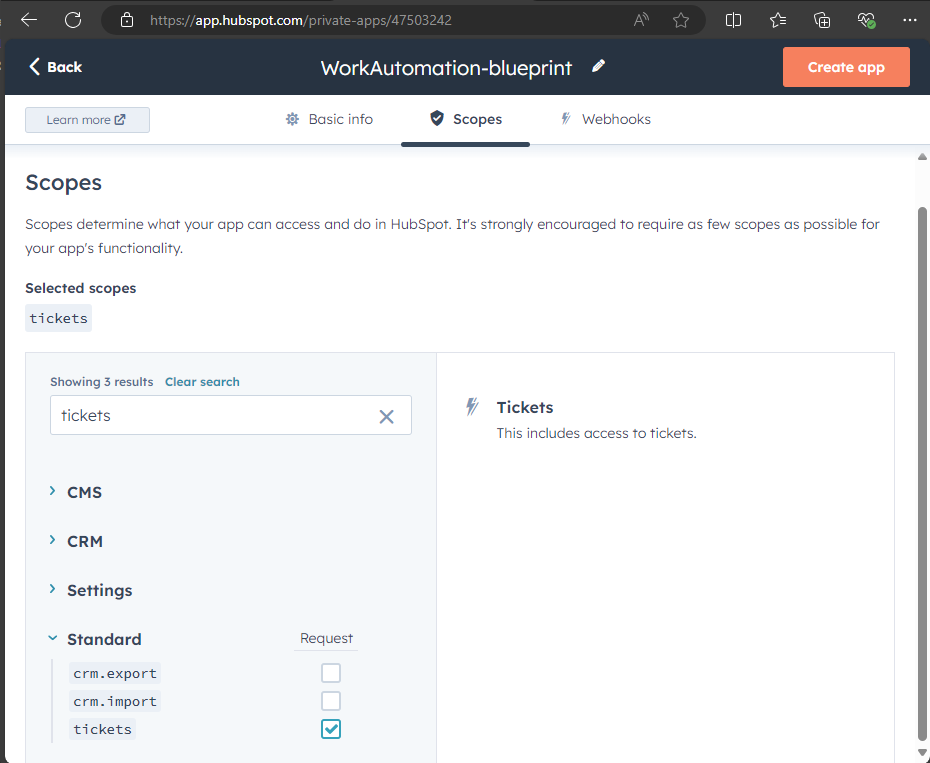 https://app.hubspot.com/private-apps/47503242
Back
WorkAutomation-blueprint
Create app
Learn more
Basic info
Scopes
Webhooks
Scopes
Scopes determine what your app can access and do in HubSpot. It's strongly encouraged to require as few scopes as possible for
your app's functionality.
Selected scopes
tickets
Showing 3 results Clear search
tickets
CMS
CRM
Settings
Standard
Request
crm.export
crm.import
tickets
Tickets
This includes access to tickets.